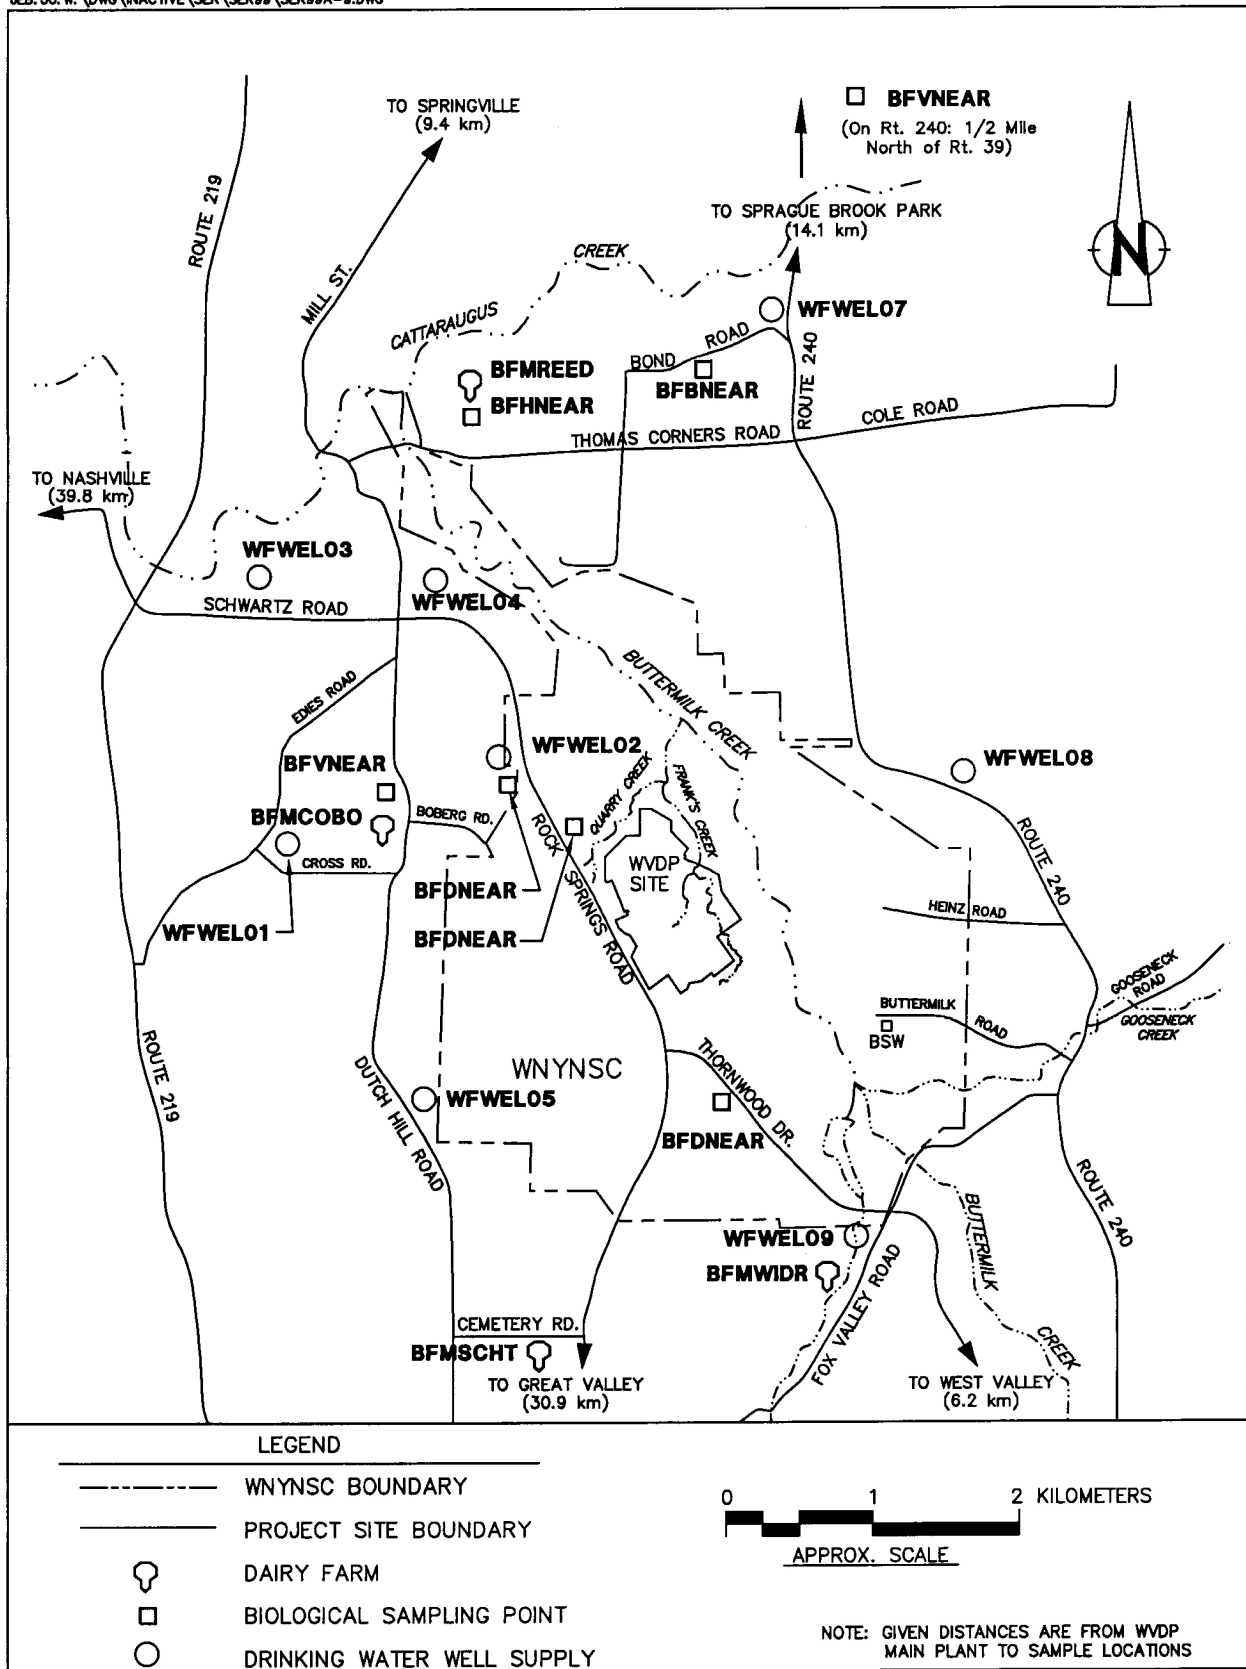 TO SPRINGVILLE
(9.4 km)
BFVNEAR
(On Rt. 240: 1/2 Mile
North of Rt. 39)
ROUTE 219
TO SPRAGUE BROOK PARK
(14.1 km)
N
MILL ST.
CATTARAUGUS
CREEK
WFWEL07
BOND
ROAD
ROUTE 240
BFMREED
BFHNEAR
BFBNEAR
COLE ROAD
THOMAS CORNERS ROAD
TO NASHVILLE
(39.8 km)
WFWEL03
WFWEL04
SCHWARTZ ROAD
EDIES ROAD
BUTTERMILK CREEK
WFWEL02
WFWEL08
BFVNEAR
BFMCOBO
BOBERG RD.
CROSS RD.
ROCK
SPRINGS ROAD
QUARRY CREEK
FRANK'S CREEK
WVDP
SITE
ROUTE 240
BFDNEAR
HEINZ ROAD
WFWEL01
BFDNEAR
GOOSENECK
ROAD
BUTTERMILK
ROAD
GOOSENECK
CREEK
BSW
ROUTE 219
DUTCH HILL ROAD
WNYNSC
THORNWOOD DR.
WFWEL05
BFDNEAR
ROUTE 240
BUTTERMILK
CREEK
WFWEL09
BFMWIDR
FOX VALLEY ROAD
CEMETERY RD.
BFMSCHT
TO GREAT VALLEY
(30.9 km)
TO WEST VALLEY
(6.2 km)
LEGEND
WNYNSC BOUNDARY
PROJECT SITE BOUNDARY
DAIRY FARM
BIOLOGICAL SAMPLING POINT
DRINKING WATER WELL SUPPLY
0 1 2 KILOMETERS
APPROX. SCALE
NOTE: GIVEN DISTANCES ARE FROM WVDP
MAIN PLANT TO SAMPLE LOCATIONS